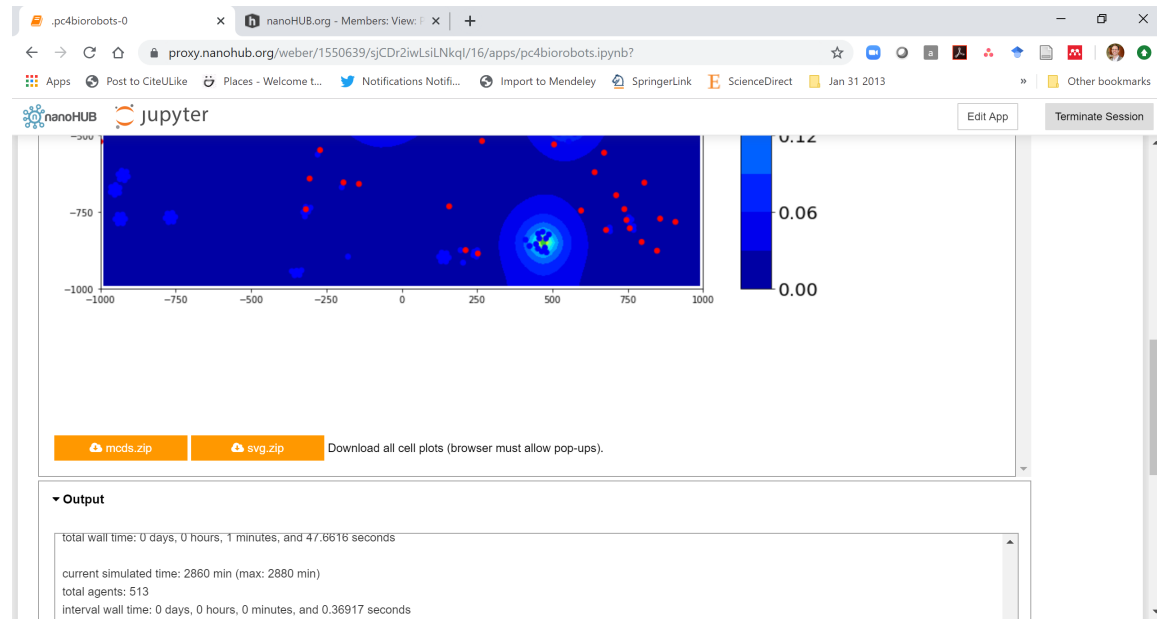 .pc4biorobots-0
nanoHUB.org - Members: View:
proxy.nanohub.org/weber/1550639/sjCDr2iwLsiLNkql/16/apps/pc4biorobots.ipynb?
Apps Post to CiteULike Places - Welcome t... Notifications Notifi... Import to Mendeley SpringerLink ScienceDirect Jan 31 2013 » Other bookmarks
nanoHUB jupyter Edit App Terminate Session
−500
0.12
−750
0.06
−1000
0.00
−1000 −750 −500 −250 0 250 500 750 1000
mcds.zip svg.zip Download all cell plots (browser must allow pop-ups).
Output
total wall time: 0 days, 0 hours, 1 minutes, and 47.6616 seconds
current simulated time: 2860 min (max: 2880 min)
total agents: 513
interval wall time: 0 days, 0 hours, 0 minutes, and 0.36917 seconds